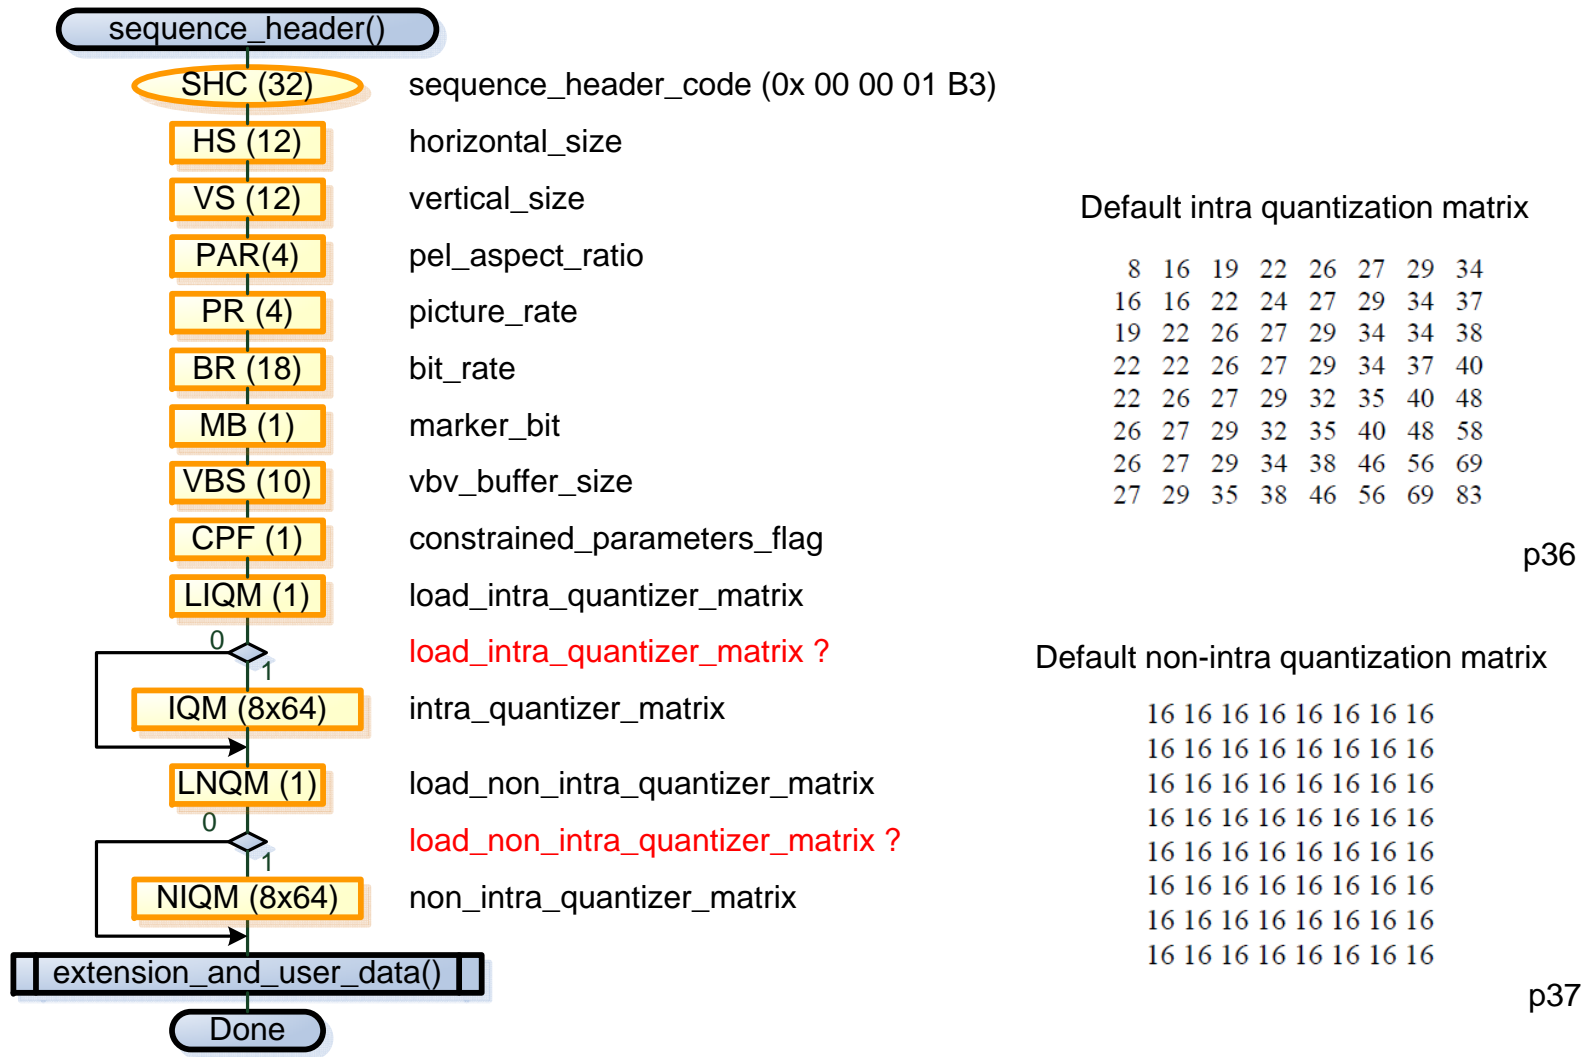 sequence_header()
SHC (32) sequence_header_code (0x 00 00 01 B3)
HS (12) horizontal_size
VS (12) vertical_size
PAR(4) pel_aspect_ratio
PR (4) picture_rate
BR (18) bit_rate
MB (1) marker_bit
VBS (10) vbv_buffer_size
CPF (1) constrained_parameters_flag
LIQM (1) load_intra_quantizer_matrix
0 load_intra_quantizer_matrix ?
1
IQM (8x64) intra_quantizer_matrix
LNQM (1) load_non_intra_quantizer_matrix
0 load_non_intra_quantizer_matrix ?
1
NIQM (8x64) non_intra_quantizer_matrix
extension_and_user_data()
Done
Default intra quantization matrix
8 16 19 22 26 27 29 34
16 16 22 24 27 29 34 37
19 22 26 27 29 34 34 38
22 22 26 27 29 34 37 40
22 26 27 29 32 35 40 48
26 27 29 32 35 40 48 58
26 27 29 34 38 46 56 69
27 29 35 38 46 56 69 83
p36
Default non-intra quantization matrix
16 16 16 16 16 16 16 16
16 16 16 16 16 16 16 16
16 16 16 16 16 16 16 16
16 16 16 16 16 16 16 16
16 16 16 16 16 16 16 16
16 16 16 16 16 16 16 16
16 16 16 16 16 16 16 16
16 16 16 16 16 16 16 16
p37